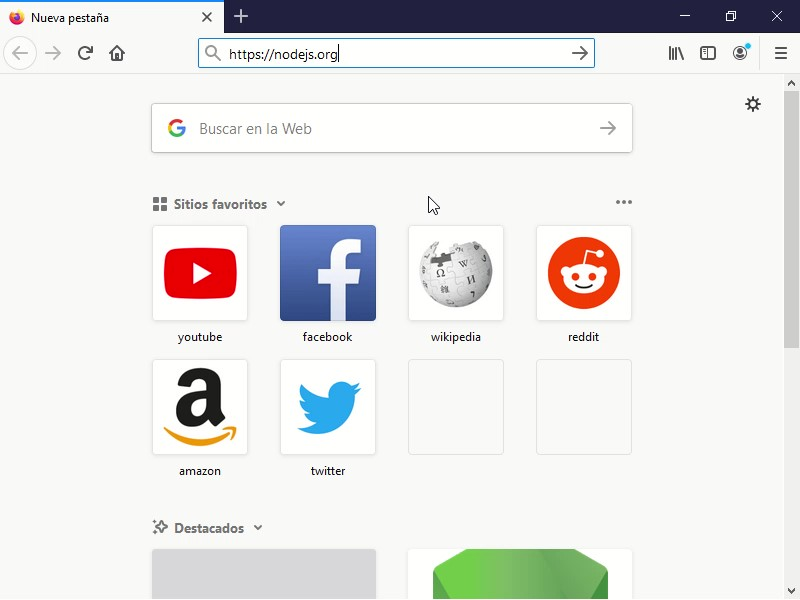 Nueva pestaña
https://nodejs.org
Buscar en la Web
Sitios favoritos
youtube
facebook
wikipedia
reddit
amazon
twitter
Destacados